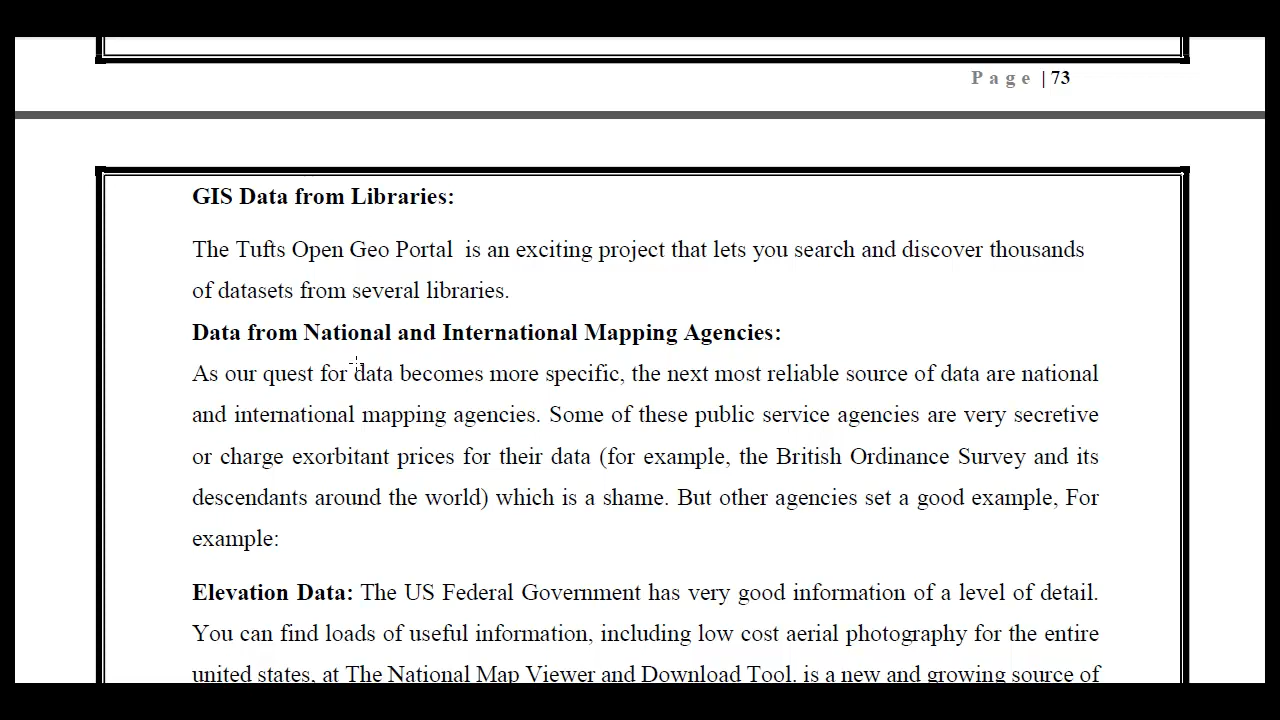 Page | 73
GIS Data from Libraries:
The Tufts Open Geo Portal is an exciting project that lets you search and discover thousands
of datasets from several libraries.
Data from National and International Mapping Agencies:
As our quest for data becomes more specific, the next most reliable source of data are national
and international mapping agencies. Some of these public service agencies are very secretive
or charge exorbitant prices for their data (for example, the British Ordinance Survey and its
descendants around the world) which is a shame. But other agencies set a good example, For
example:
Elevation Data: The US Federal Government has very good information of a level of detail.
You can find loads of useful information, including low cost aerial photography for the entire
united states, at The National Map Viewer and Download Tool. is a new and growing source of